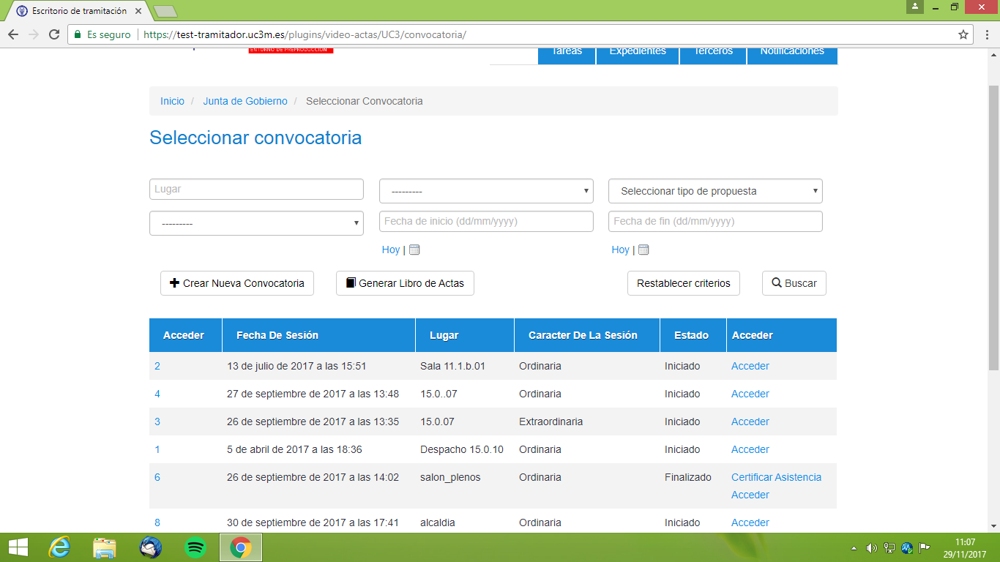 Escritorio de tramitación
Es seguro
https://test-tramitador.uc3m.es/plugins/video-actas/UC3/convocatoria/
ENTORNO DE PREPRODUCCIÓN
Tareas Expedientes Terceros Notificaciones
Inicio / Junta de Gobierno / Seleccionar Convocatoria
Seleccionar convocatoria
Lugar --------- Seleccionar tipo de propuesta
--------- Fecha de inicio (dd/mm/yyyy) Fecha de fin (dd/mm/yyyy)
Hoy | Hoy |
Crear Nueva Convocatoria Generar Libro de Actas Restablecer criterios Buscar
Acceder Fecha De Sesión Lugar Caracter De La Sesión Estado Acceder
2 13 de julio de 2017 a las 15:51 Sala 11.1.b.01 Ordinaria Iniciado Acceder
4 27 de septiembre de 2017 a las 13:48 15.0..07 Ordinaria Iniciado Acceder
3 26 de septiembre de 2017 a las 13:35 15.0.07 Extraordinaria Iniciado Acceder
1 5 de abril de 2017 a las 18:36 Despacho 15.0.10 Ordinaria Iniciado Acceder
6 26 de septiembre de 2017 a las 14:02 salon_plenos Ordinaria Finalizado Certificar Asistencia
Acceder
8 30 de septiembre de 2017 a las 17:41 alcaldia Ordinaria Iniciado Acceder
11:07
29/11/2017